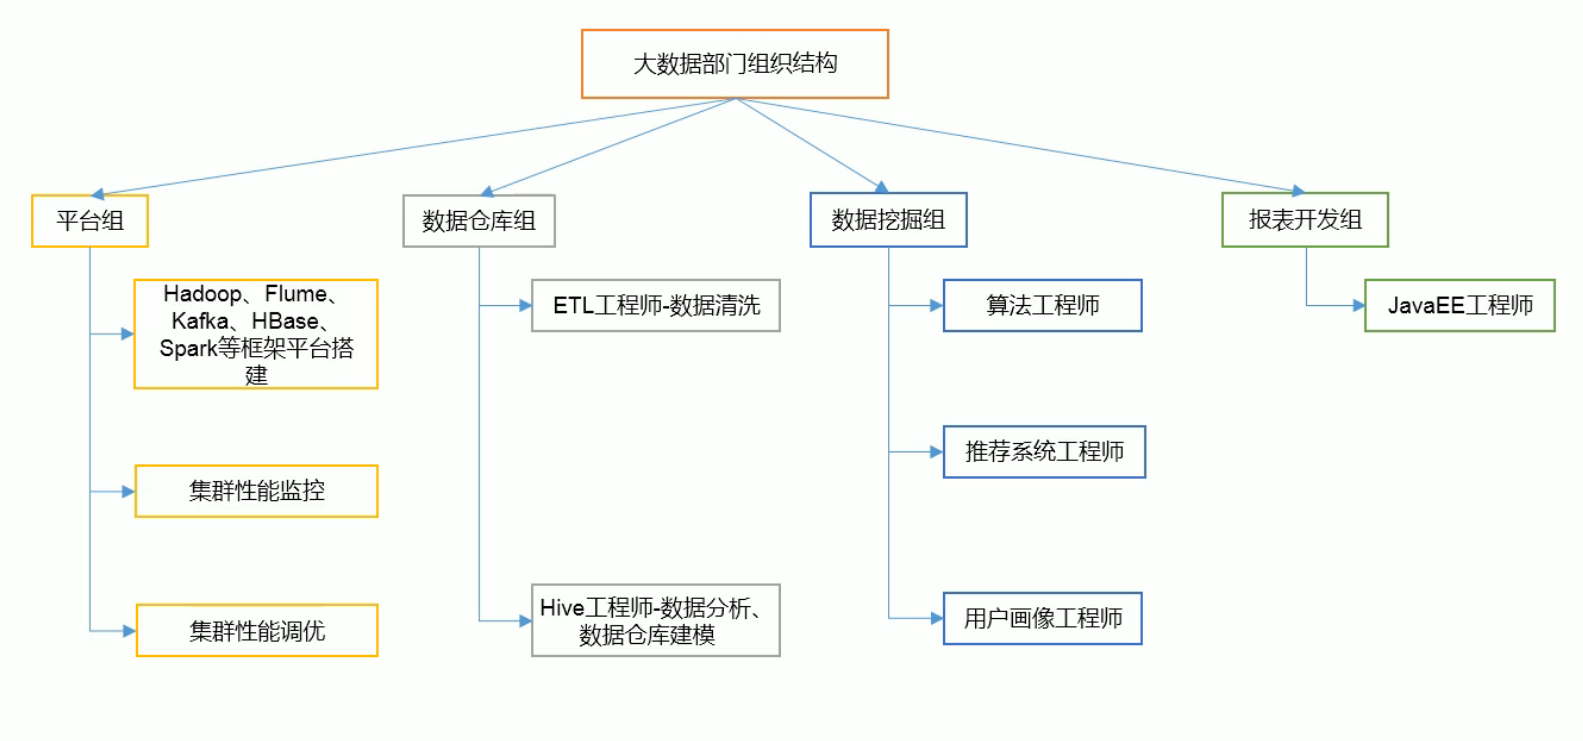 大数据部门组织结构
平台组
数据仓库组
数据挖掘组
报表开发组
Hadoop、Flume、
Kafka、HBase、
Spark等框架平台搭
建
集群性能监控
集群性能调优
ETL工程师-数据清洗
Hive工程师-数据分析、
数据仓库建模
算法工程师
推荐系统工程师
用户画像工程师
JavaEE工程师